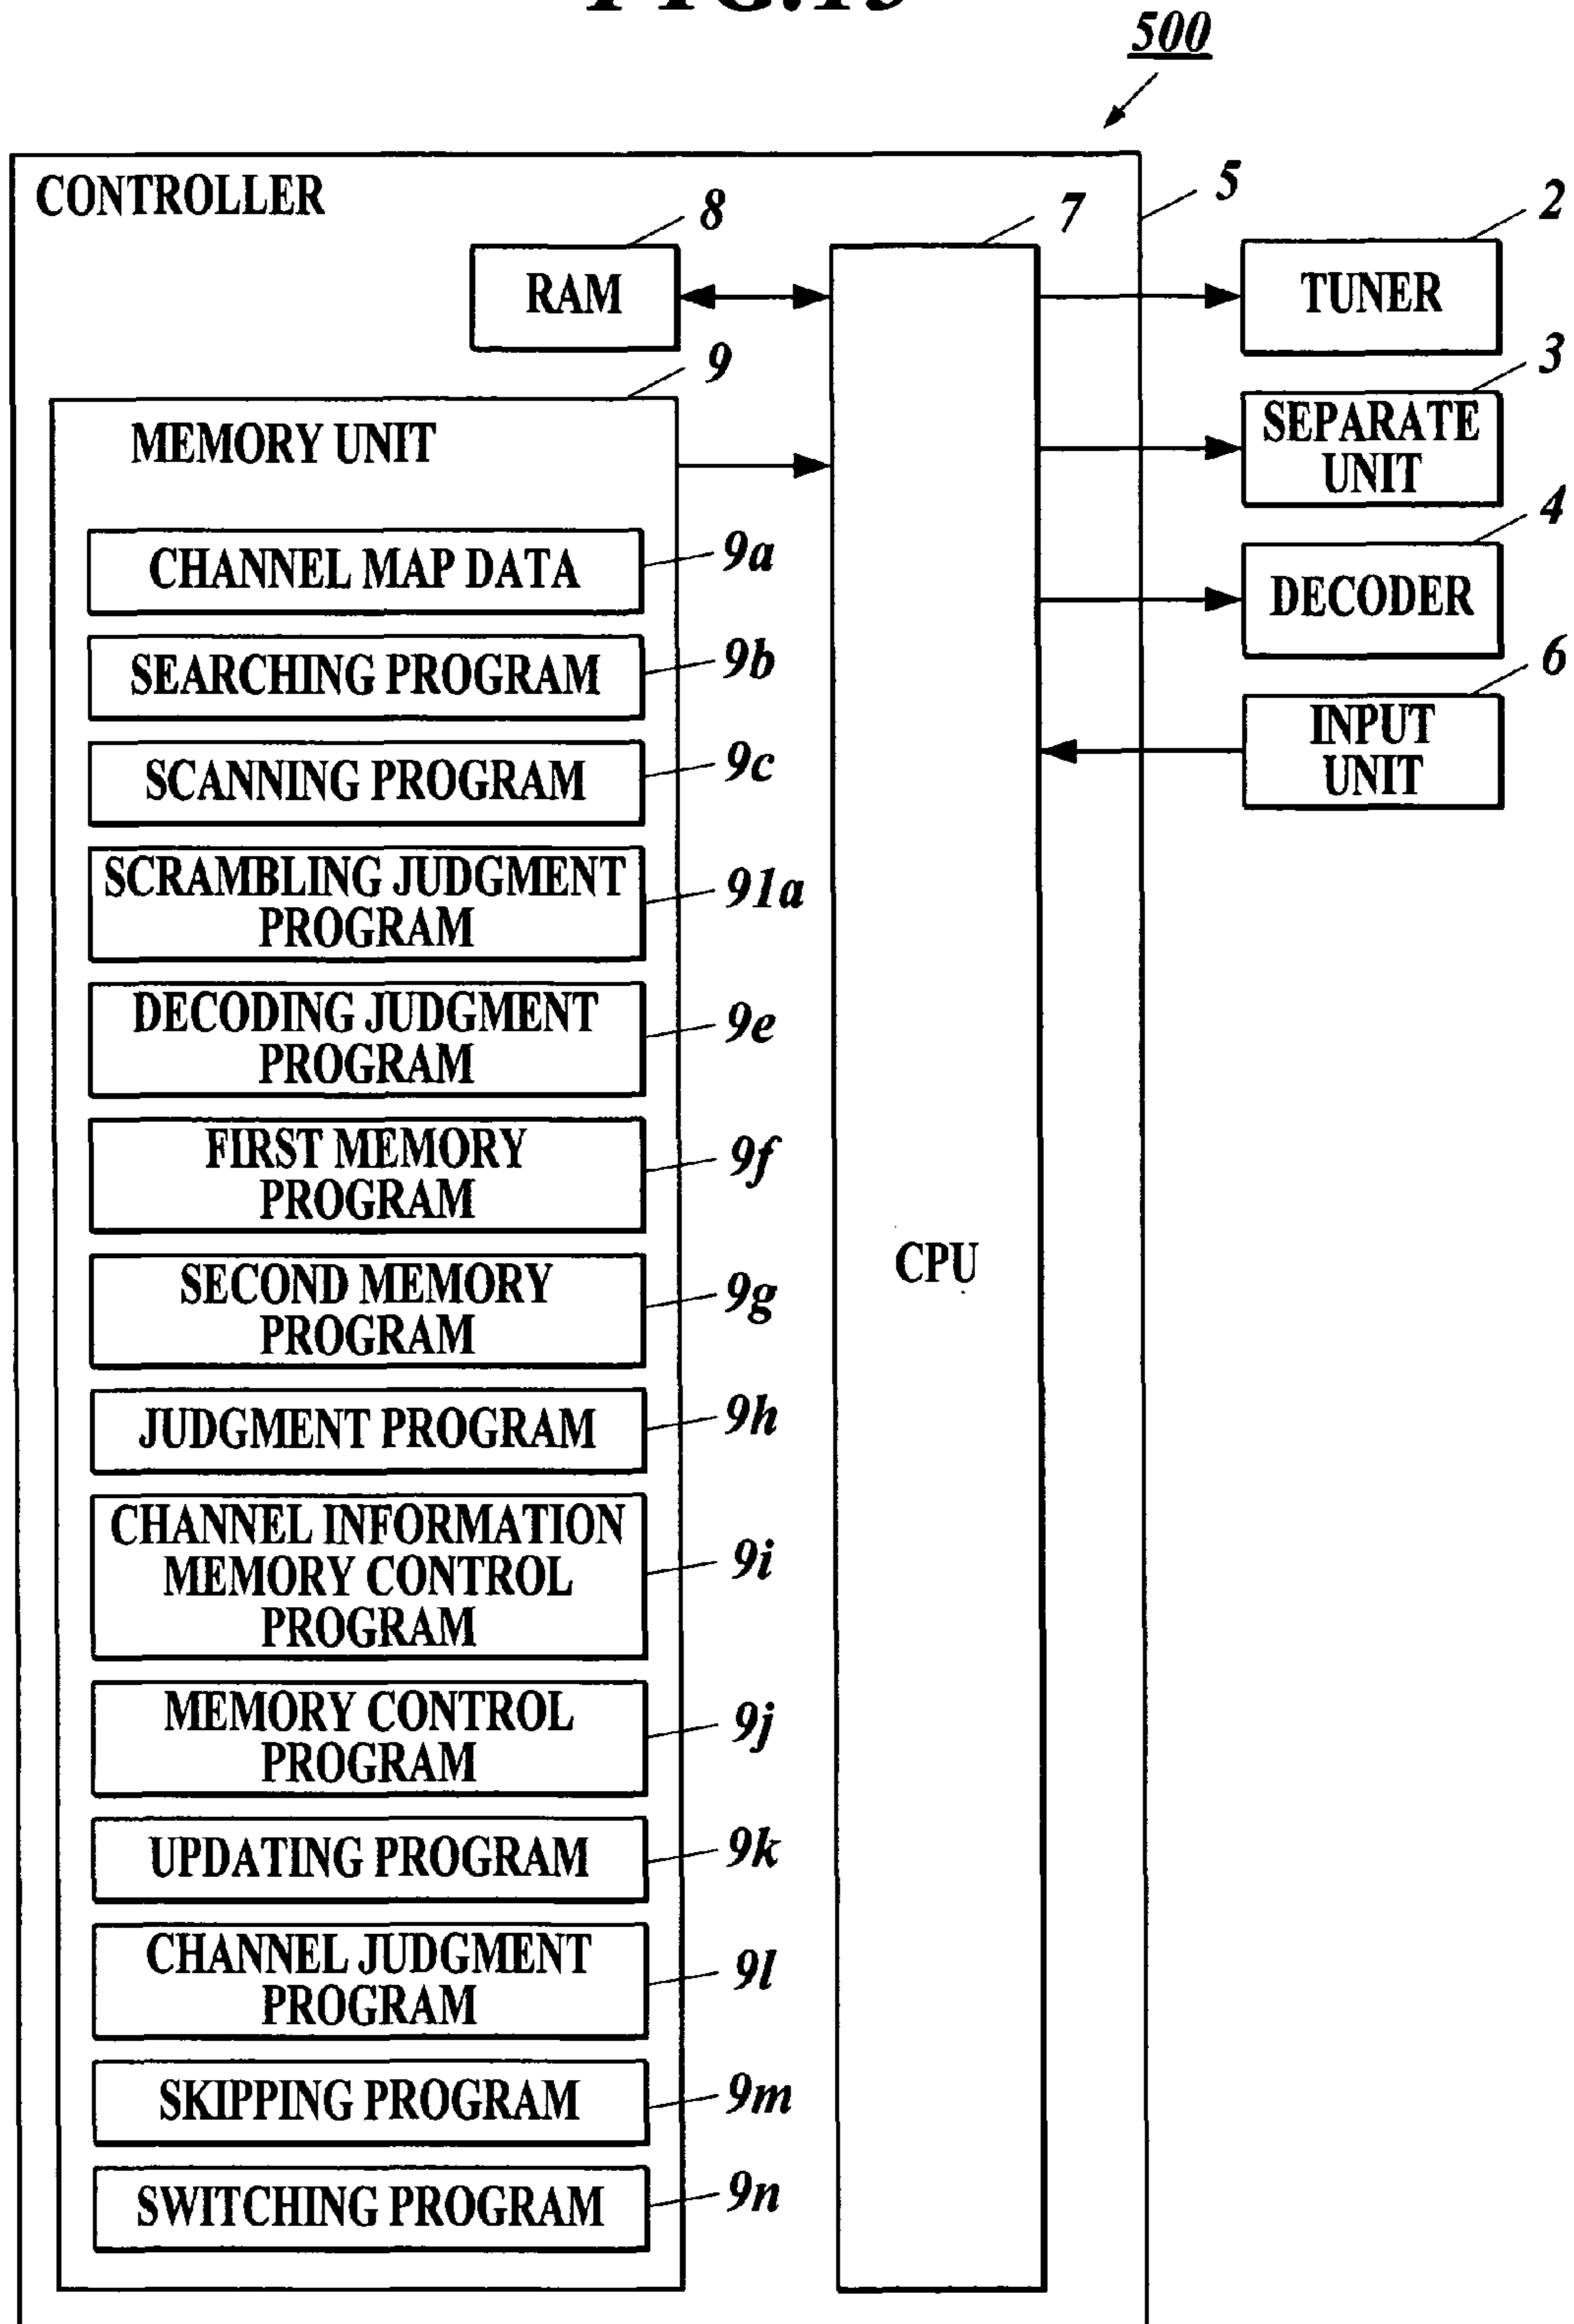 FIG.15
500
CONTROLLER
5
8
7
2
RAM
TUNER
9
3
MEMORY UNIT
SEPARATE
UNIT
4
CHANNEL MAP DATA
9a
DECODER
SEARCHING PROGRAM
9b
6
INPUT
UNIT
SCANNING PROGRAM
9c
SCRAMBLING JUDGMENT
PROGRAM
91a
DECODING JUDGMENT
PROGRAM
9e
FIRST MEMORY
PROGRAM
9f
CPU
SECOND MEMORY
PROGRAM
9g
JUDGMENT PROGRAM
9h
CHANNEL INFORMATION
MEMORY CONTROL
PROGRAM
9i
MEMORY CONTROL
PROGRAM
9j
UPDATING PROGRAM
9k
CHANNEL JUDGMENT
PROGRAM
9l
SKIPPING PROGRAM
9m
SWITCHING PROGRAM
9n